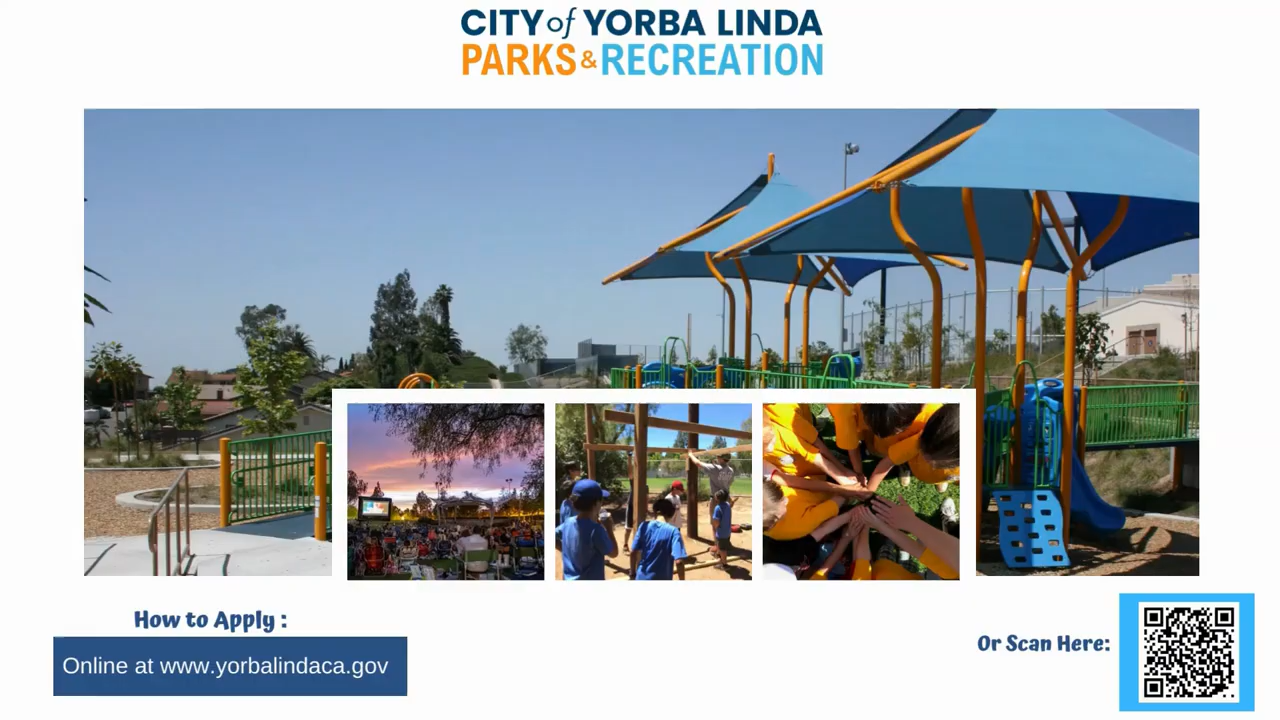 CITY of YORBA LINDA
PARKS & RECREATION
How to Apply :
Online at www.yorbalindaca.gov
Or Scan Here: